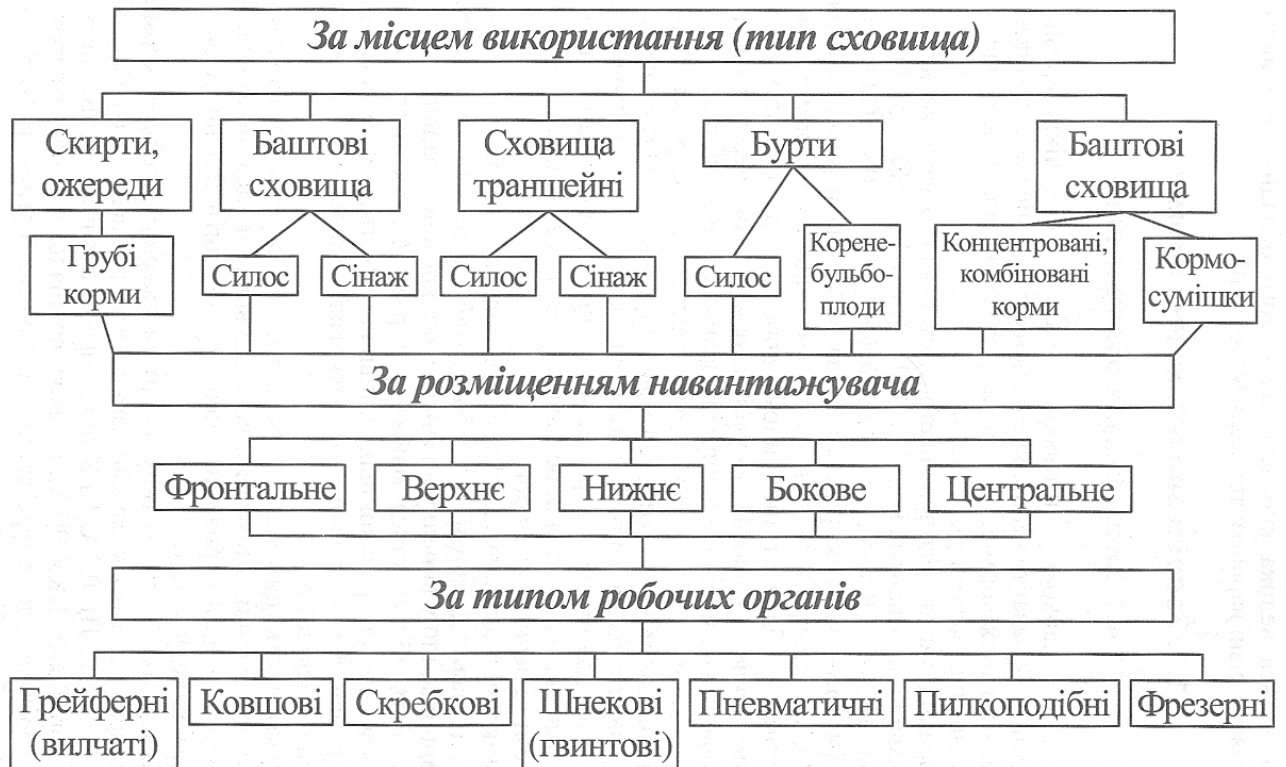 За місцем використання (тип сховища)
Скирти,
ожереди
Баштові
сховища
Сховища
траншейні
Бурти
Баштові
сховища
Грубі
корми
Силос
Сінаж
Силос
Сінаж
Силос
Корене-
бульбо-
плоди
Концентровані,
комбіновані
корми
Кормо-
сумішки
За розміщенням навантажувача
Фронтальне
Верхнє
Нижнє
Бокове
Центральне
За типом робочих органів
Грейферні
(вилчаті)
Ковшові
Скребкові
Шнекові
(гвинтові)
Пневматичні
Пилкоподібні
Фрезерні